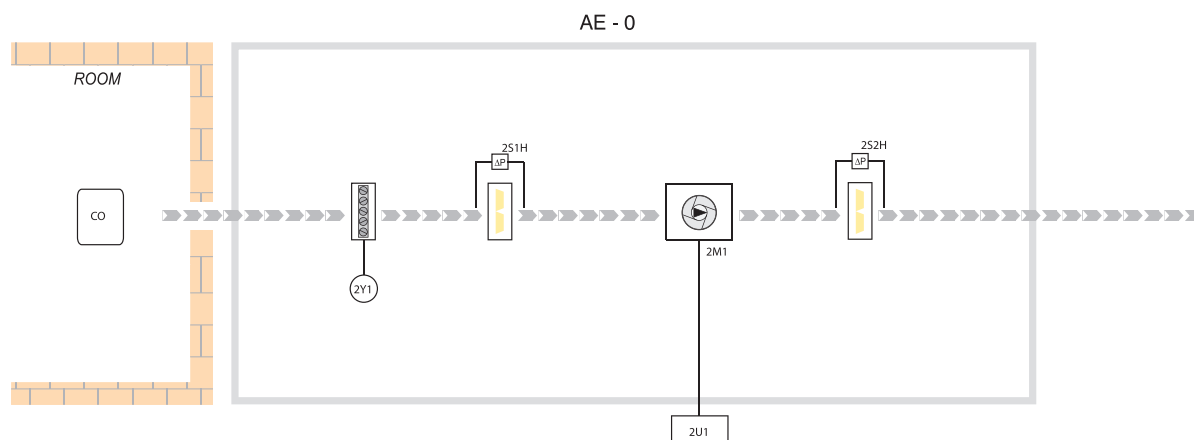 AE - 0
ROOM
2S1H
ΔP
2S2H
ΔP
CO
2M1
2Y1
2U1